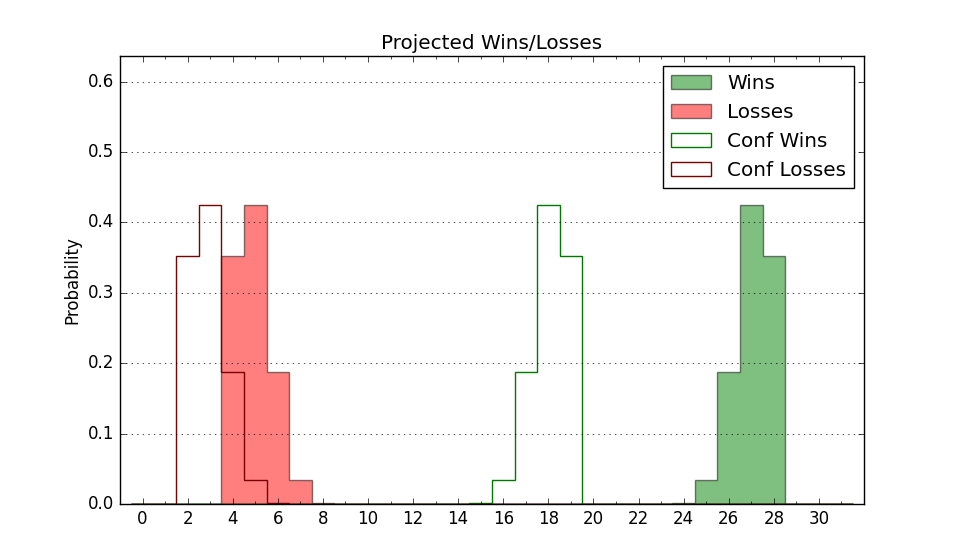 Projected Wins/Losses
Probability
0.6
0.5
0.4
0.3
0.2
0.1
0.0
Wins
Losses
Conf Wins
Conf Losses
0 2 4 6 8 10 12 14 16 18 20 22 24 26 28 30